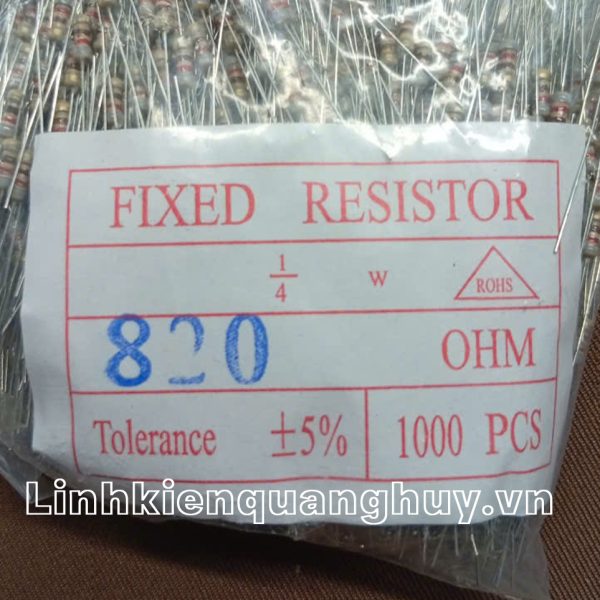 FIXED RESISTOR
1/4 W ROHS
820 OHM
Tolerance ±5% 1000 PCS
Linhkienquanghuy.vn